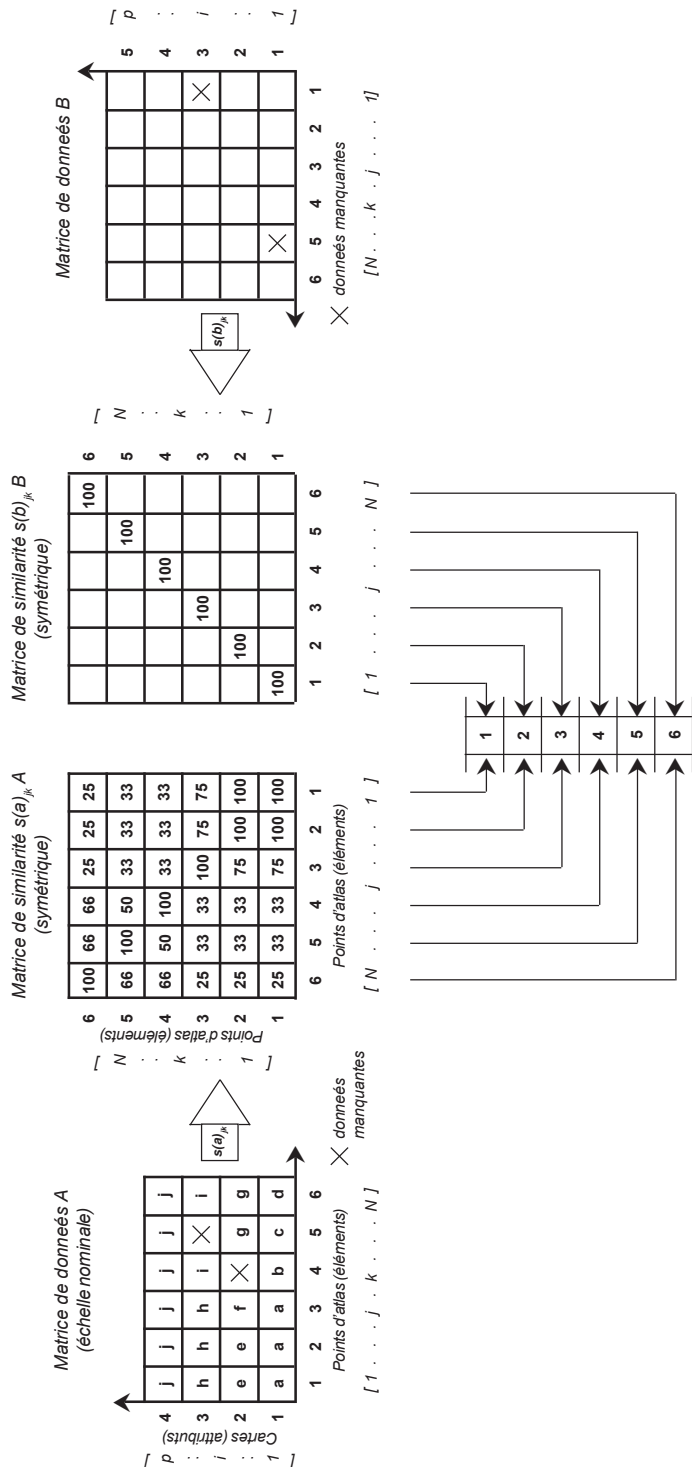 Matrice de donneés A
(échelle nominale)
[ p . . i . . 1 ]
Cartes (attributs)
4 j j j j j j
3 h h h i i
2 e e f g g
1 a a a b c d
1 2 3 4 5 6
Points d'atlas (éléments)
donneés
manquantes
[ 1 . . . j . k . . . N ]
s(a)jk
Matrice de similarité s(a)jk A
(symétrique)
[ N . . k . . 1 ]
Points d'atlas (éléments)
6 100 66 66 25 25 25
5 66 100 50 33 33 33
4 66 50 100 33 33 33
3 25 33 33 100 75 75
2 25 33 33 75 100 100
1 25 33 33 75 100 100
6 5 4 3 2 1
Points d'atlas (éléments)
[ N . . . j . . . 1 ]
Matrice de similarité s(b)jk B
(symétrique)
100 6
100 5
100 4
100 3
100 2
100 1
1 2 3 4 5 6
[ N . . k . . 1 ]
[ 1 . . . j . . . N ]
s(b)jk
Matrice de donneés B
5
4
3
2
1
[ p . . i . . 1 ]
6 5 4 3 2 1
donneés manquantes
[ N . . . k . j . . . 1 ]
1
2
3
4
5
6